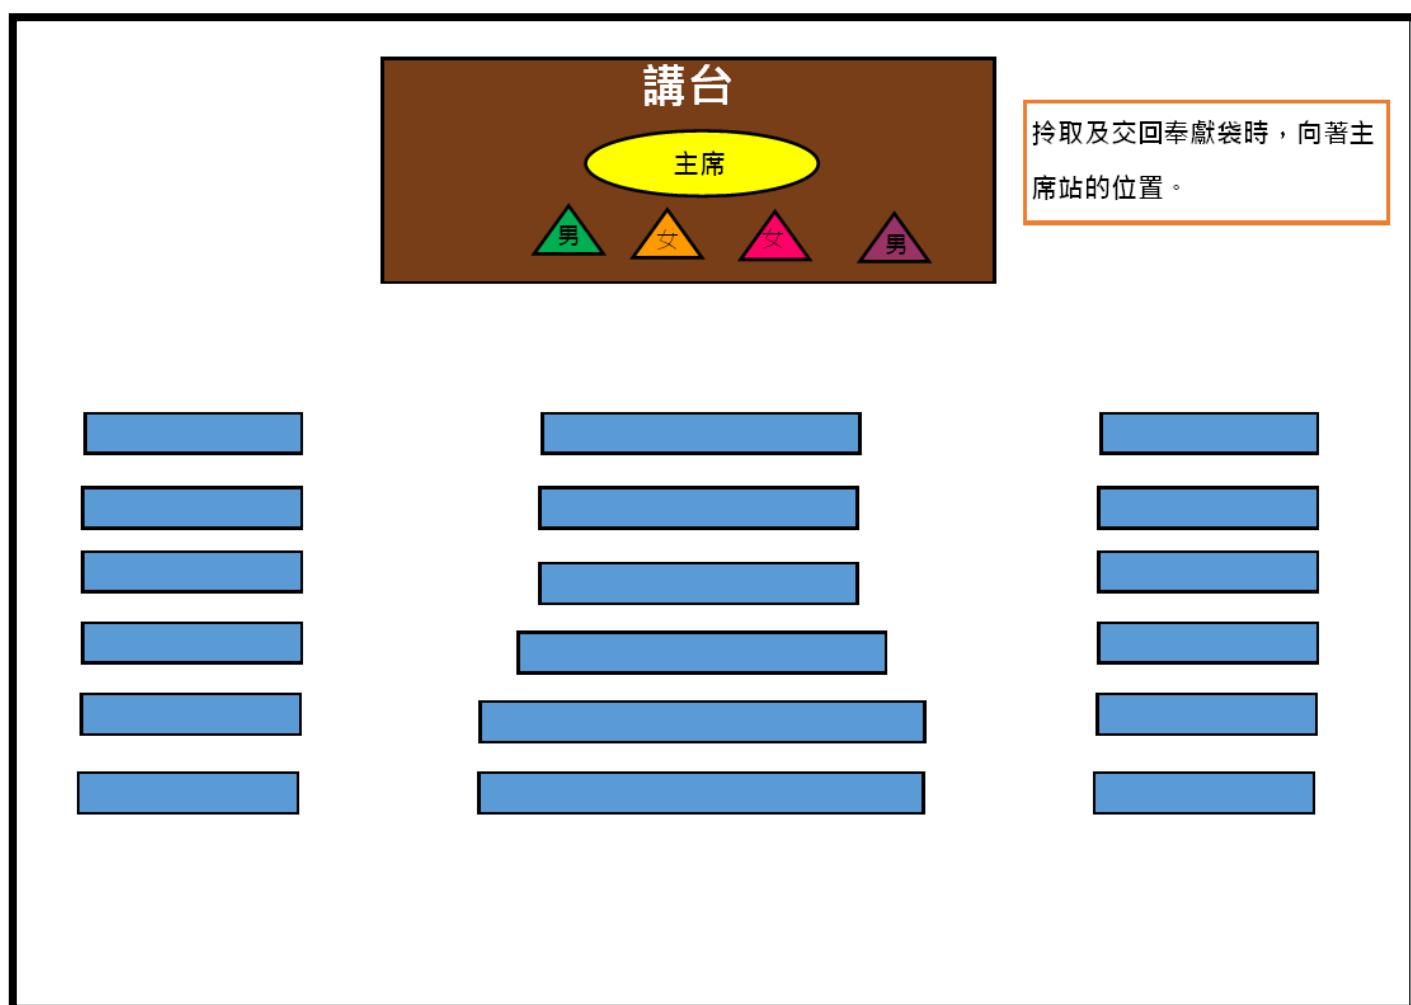 講台
主席
男 女 女 男
拎取及交回奉獻袋時，向著主
席站的位置。